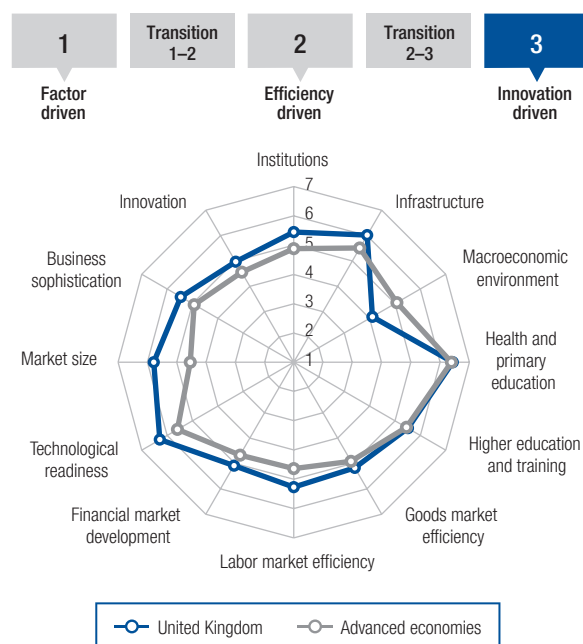 1
Transition
1–2
2
Transition
2–3
3
Factor
driven
Efficiency
driven
Innovation
driven
Institutions
7
Innovation
6
Infrastructure
5
Business
sophistication
4
Macroeconomic
environment
3
2
Market size
1
Health and
primary
education
Technological
readiness
Higher education
and training
Financial market
development
Goods market
efficiency
Labor market efficiency
United Kingdom
Advanced economies